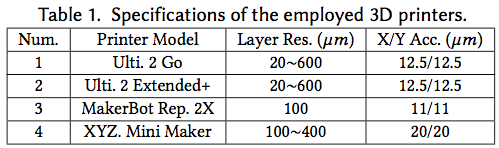 Table 1. Specifications of the employed 3D printers.
Num. Printer Model Layer Res. (μm) X/Y Acc. (μm)
1 Ulti. 2 Go 20~600 12.5/12.5
2 Ulti. 2 Extended+ 20~600 12.5/12.5
3 MakerBot Rep. 2X 100 11/11
4 XYZ. Mini Maker 100~400 20/20